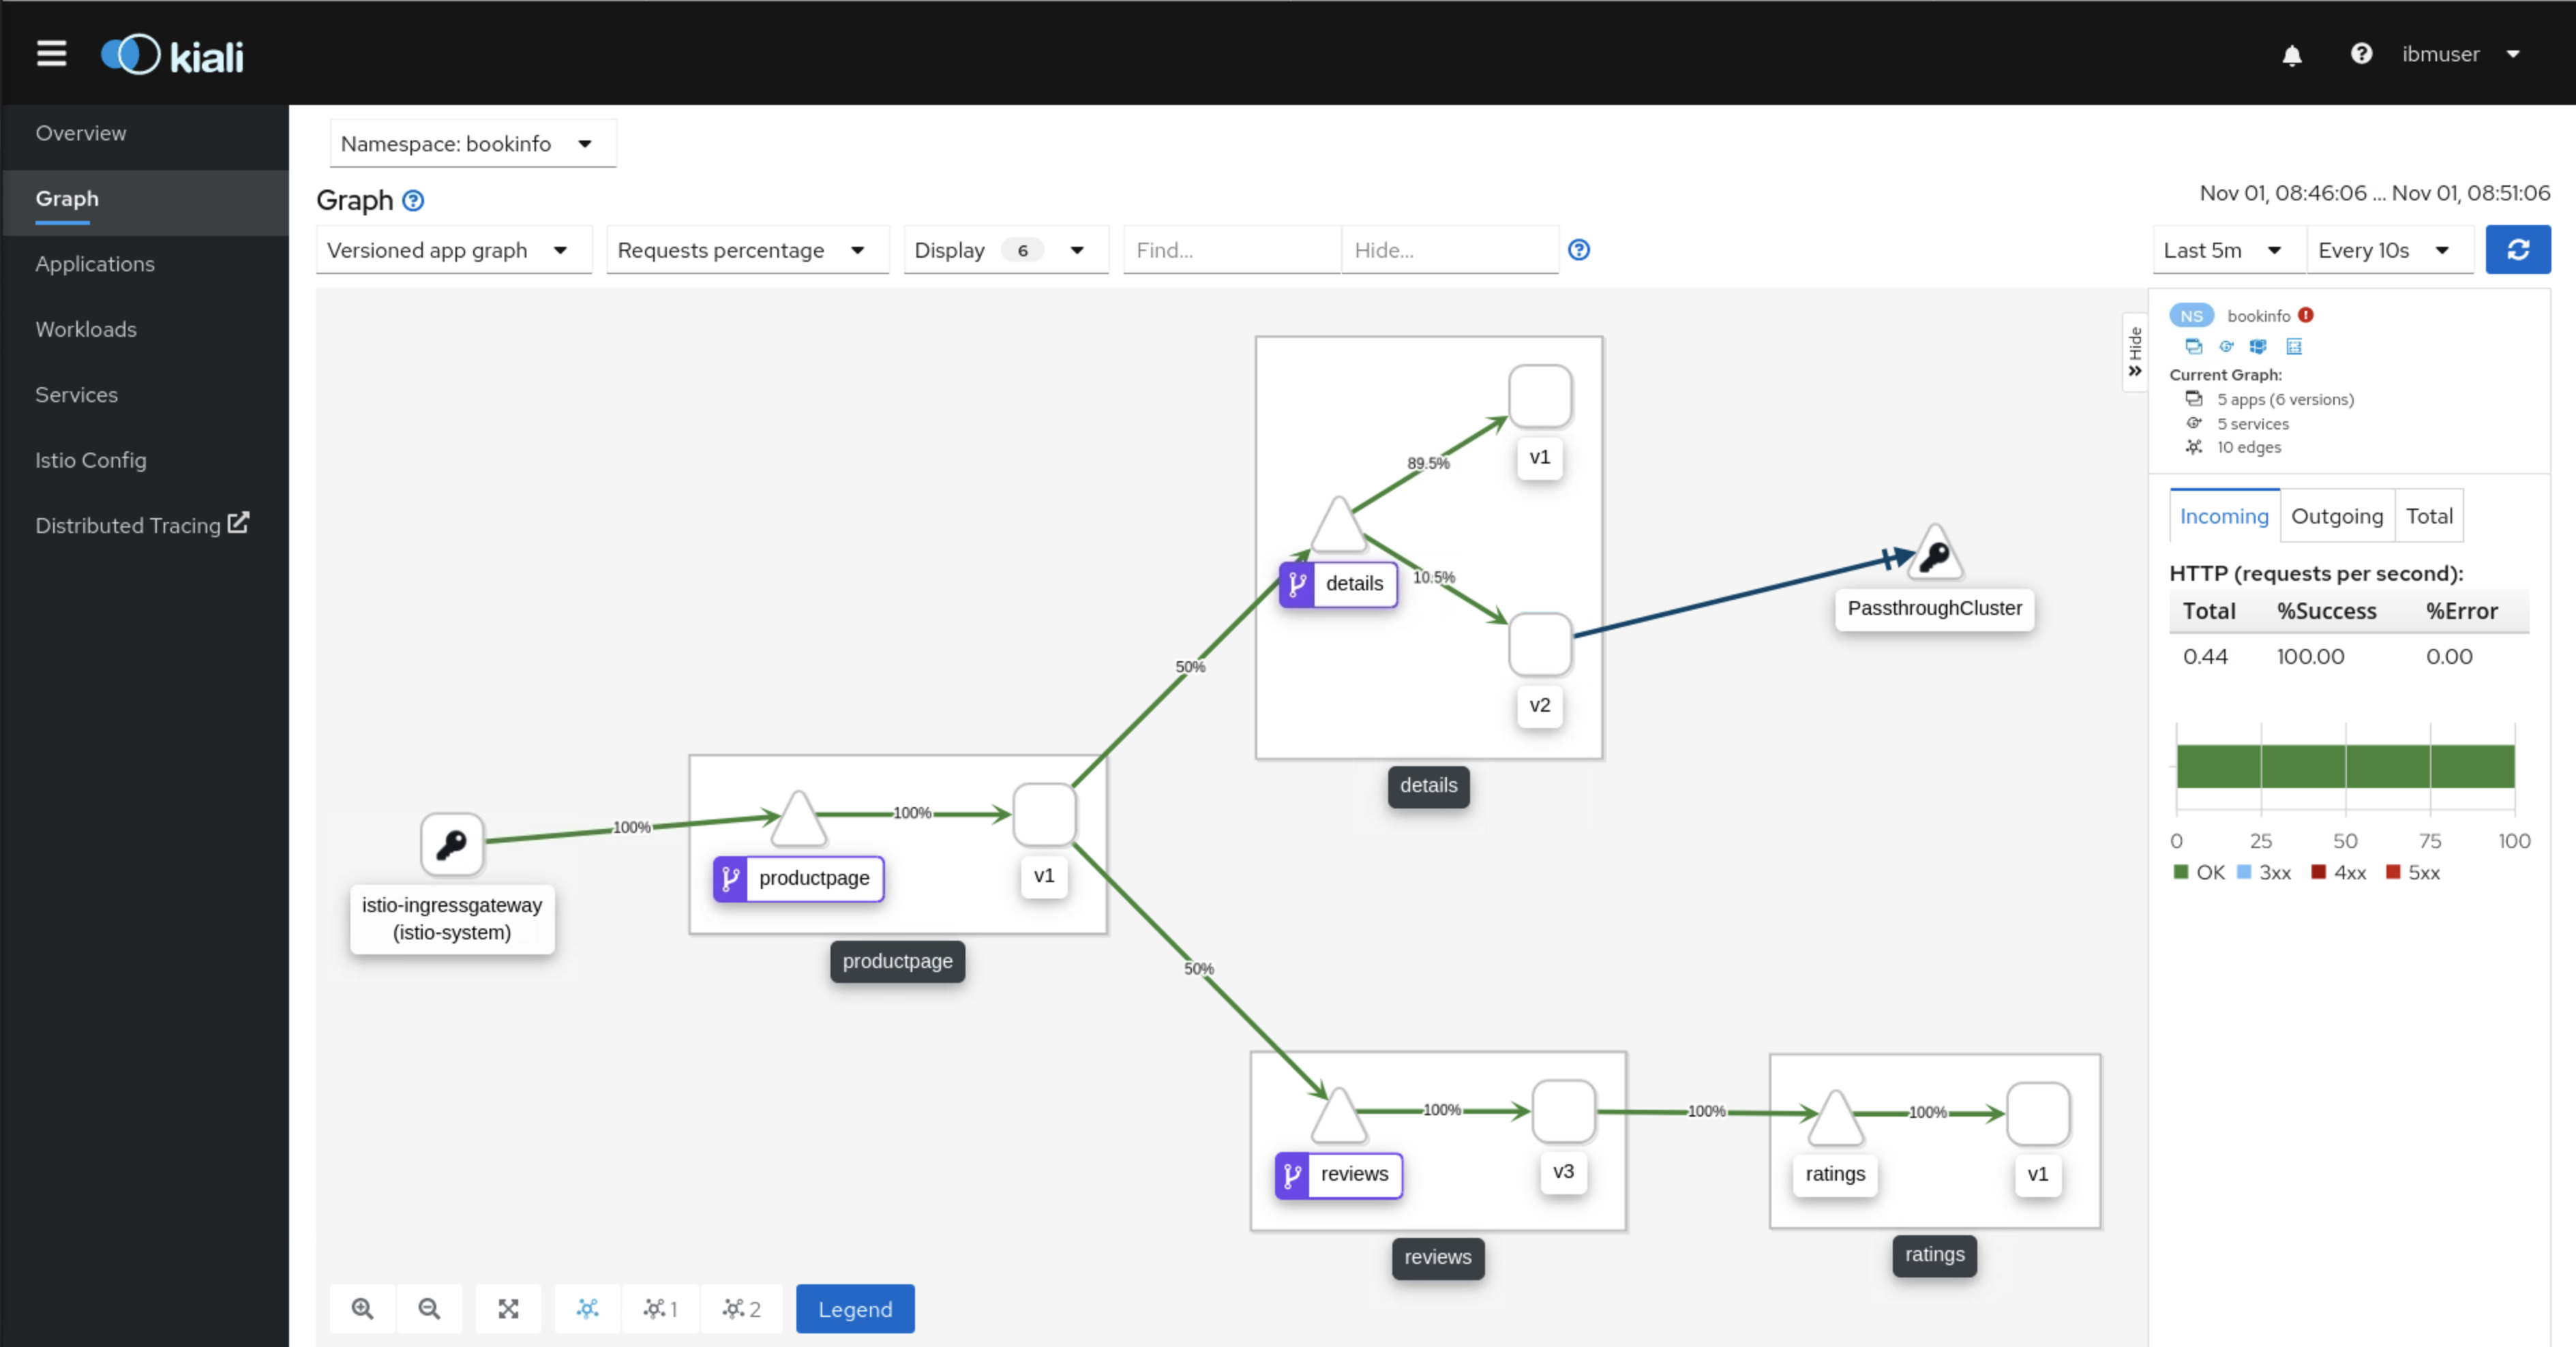 kiali
ibmuser
Overview
Graph
Applications
Workloads
Services
Istio Config
Distributed Tracing
Namespace: bookinfo
Graph
Nov 01, 08:46:06 ... Nov 01, 08:51:06
Versioned app graph
Requests percentage
Display 6
Find...
Hide...
Last 5m
Every 10s
Hide
NS bookinfo
Current Graph:
5 apps (6 versions)
5 services
10 edges
Incoming
Outgoing
Total
HTTP (requests per second):
Total %Success %Error
0.44 100.00 0.00
0 25 50 75 100
OK 3xx 4xx 5xx
v1
89.5%
details
10.5%
v2
details
PassthroughCluster
50%
100%
100%
productpage
v1
productpage
istio-ingressgateway
(istio-system)
50%
100%
reviews
v3
reviews
100%
100%
ratings
v1
ratings
1
2
Legend